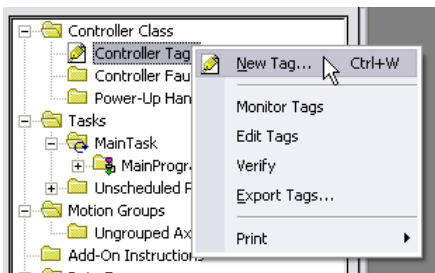 Controller Class
Controller Tag
New Tag... Ctrl+W
Controller Fau
Power-Up Han
Monitor Tags
Tasks
Edit Tags
MainTask
Verify
MainProgr
Export Tags...
Unscheduled P
Motion Groups
Ungrouped Ax
Print
Add-On Instructions